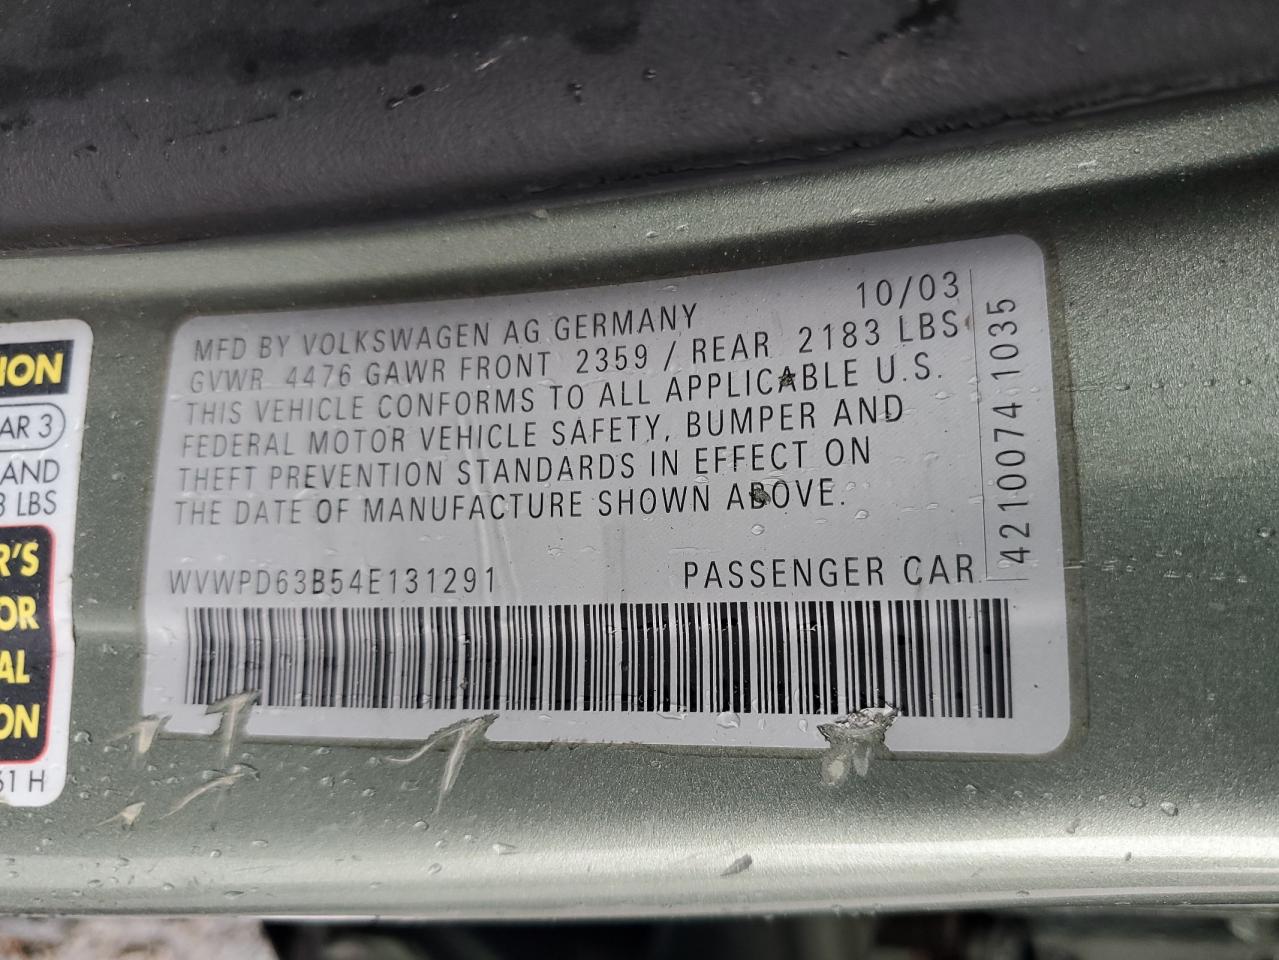 MFD BY VOLKSWAGEN AG GERMANY 10/03
GVWR 4476 GAWR FRONT 2359 / REAR 2183 LBS
THIS VEHICLE CONFORMS TO ALL APPLICABLE U.S.
FEDERAL MOTOR VEHICLE SAFETY, BUMPER AND
THEFT PREVENTION STANDARDS IN EFFECT ON
THE DATE OF MANUFACTURE SHOWN ABOVE.
WVWPD63B54E131291 PASSENGER CAR
421 0074 1035
ION
AR 3
AND
LBS
R'S
OR
AL
ON
61 H